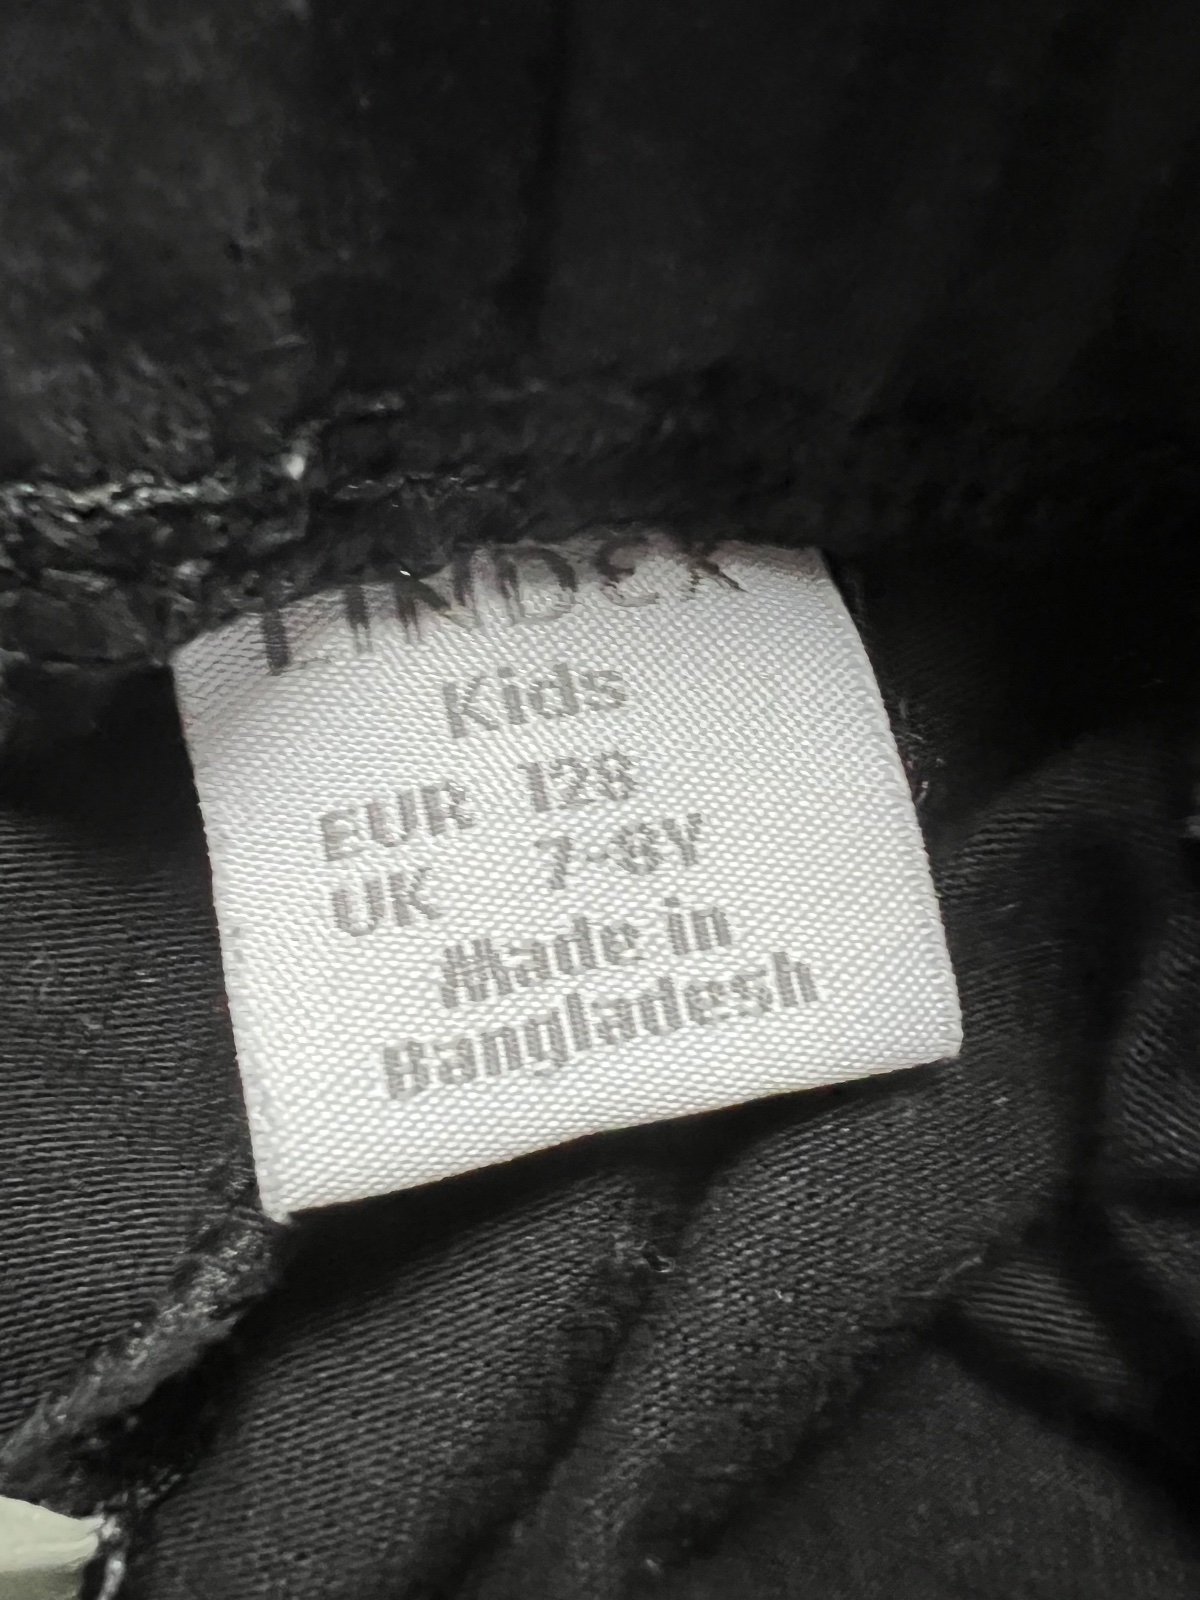 LINDEX
Kids
EUR 128
UK 7-8Y
Made in
Bangladesh